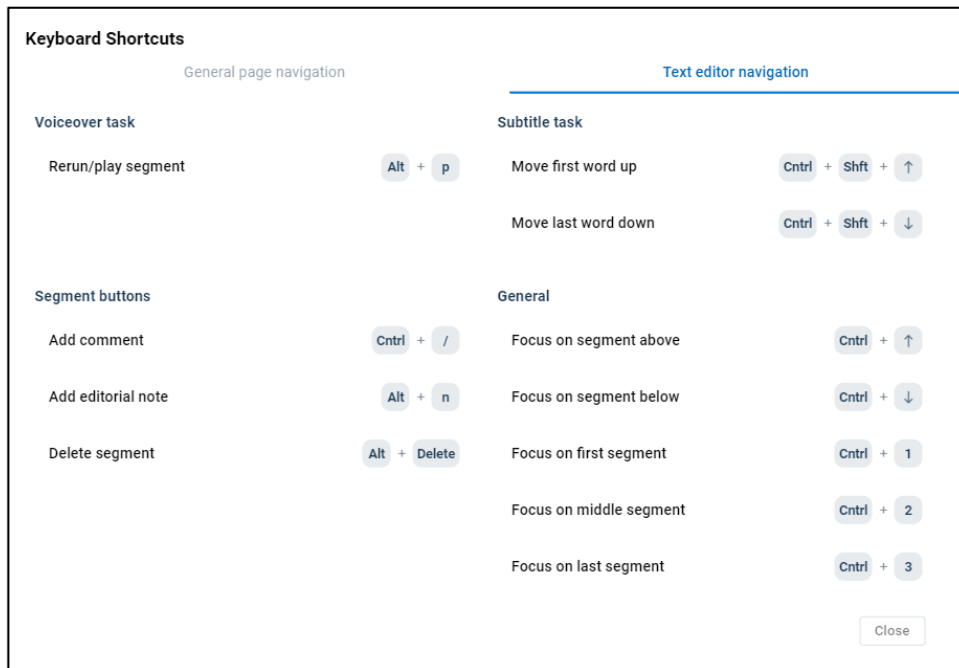 Keyboard Shortcuts
General page navigation
Text editor navigation
Voiceover task
Rerun/play segment Alt + p
Subtitle task
Move first word up Cntrl + Shft + ↑
Move last word down Cntrl + Shft + ↓
Segment buttons
Add comment Cntrl + /
Add editorial note Alt + n
Delete segment Alt + Delete
General
Focus on segment above Cntrl + ↑
Focus on segment below Cntrl + ↓
Focus on first segment Cntrl + 1
Focus on middle segment Cntrl + 2
Focus on last segment Cntrl + 3
Close